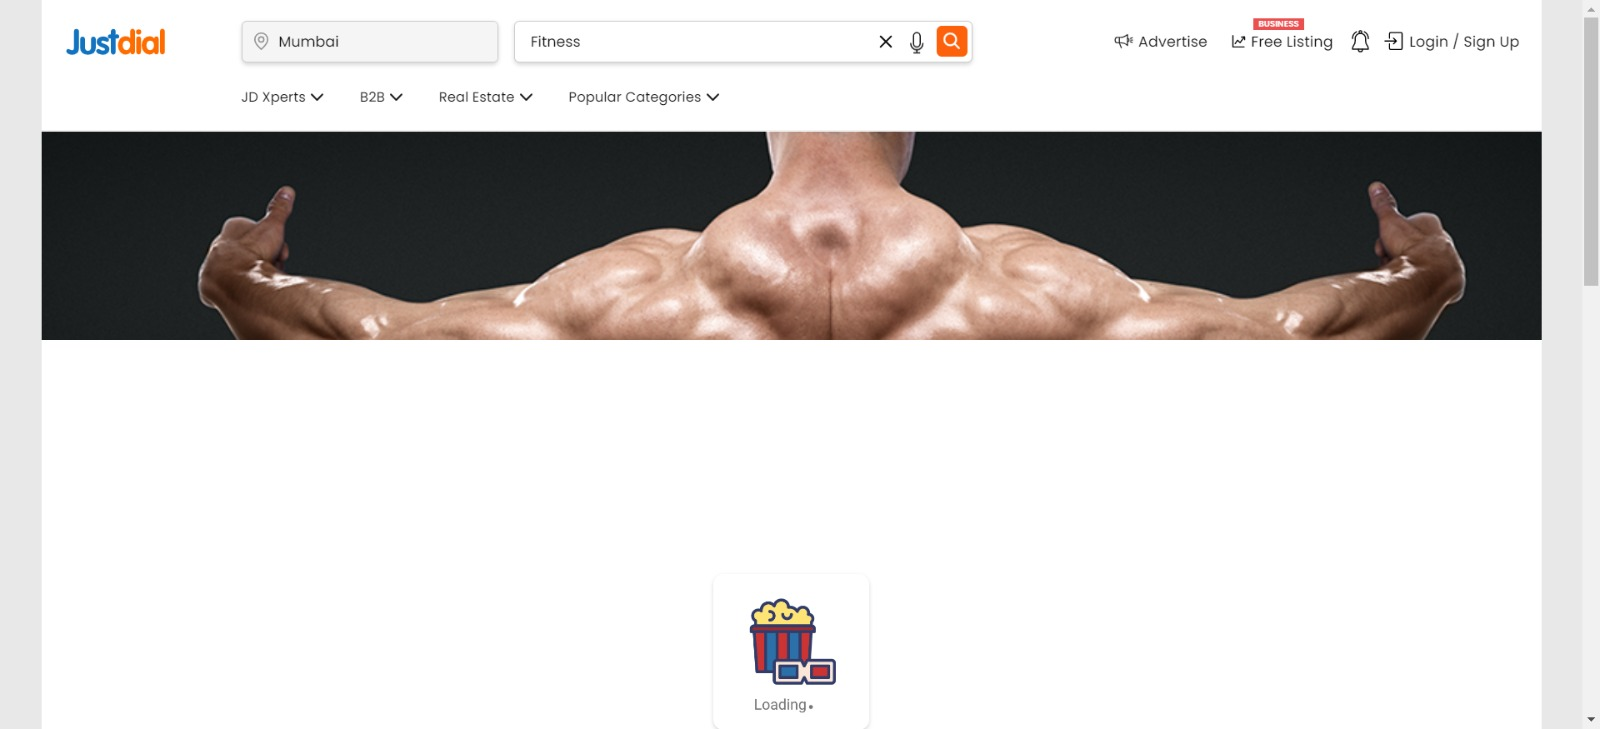 Justdial
Mumbai
Fitness
Advertise
BUSINESS
Free Listing
Login / Sign Up
JD Xperts
B2B
Real Estate
Popular Categories
Loading.